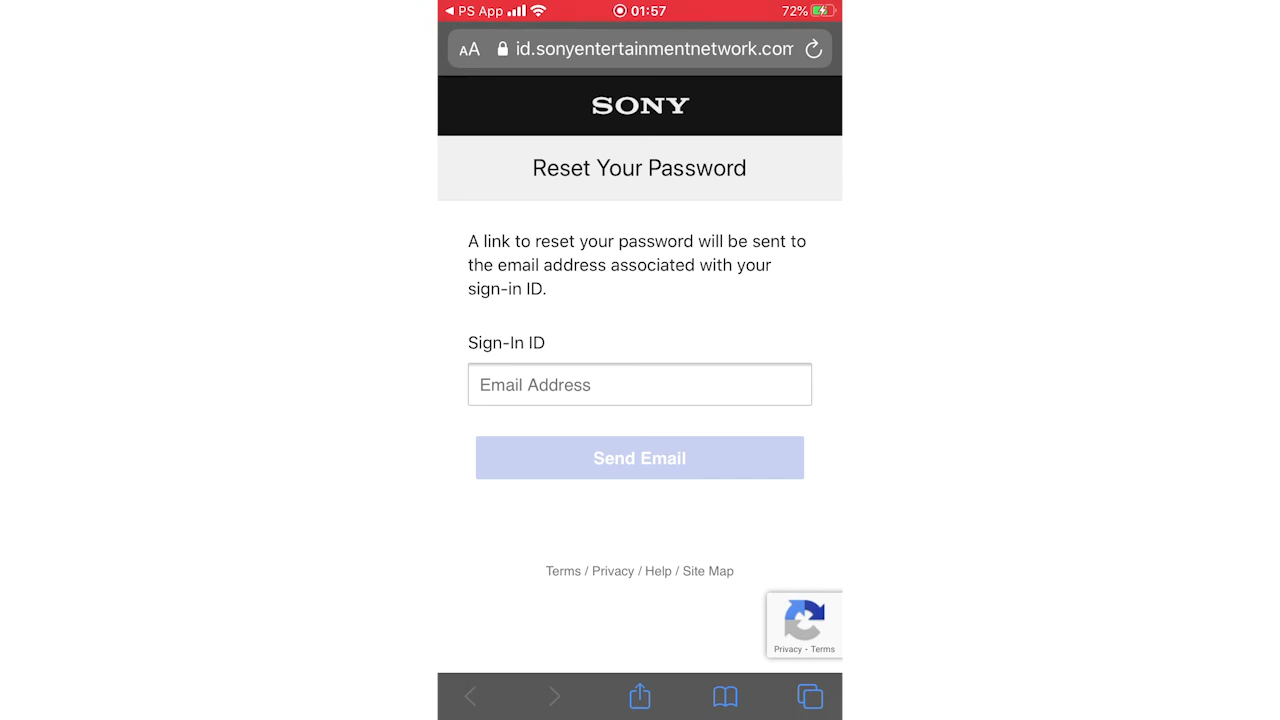 PS App 01:57 72%
AA id.sonyentertainmentnetwork.com
SONY
Reset Your Password
A link to reset your password will be sent to
the email address associated with your
sign-in ID.
Sign-In ID
Email Address
Send Email
Terms / Privacy / Help / Site Map
Privacy - Terms